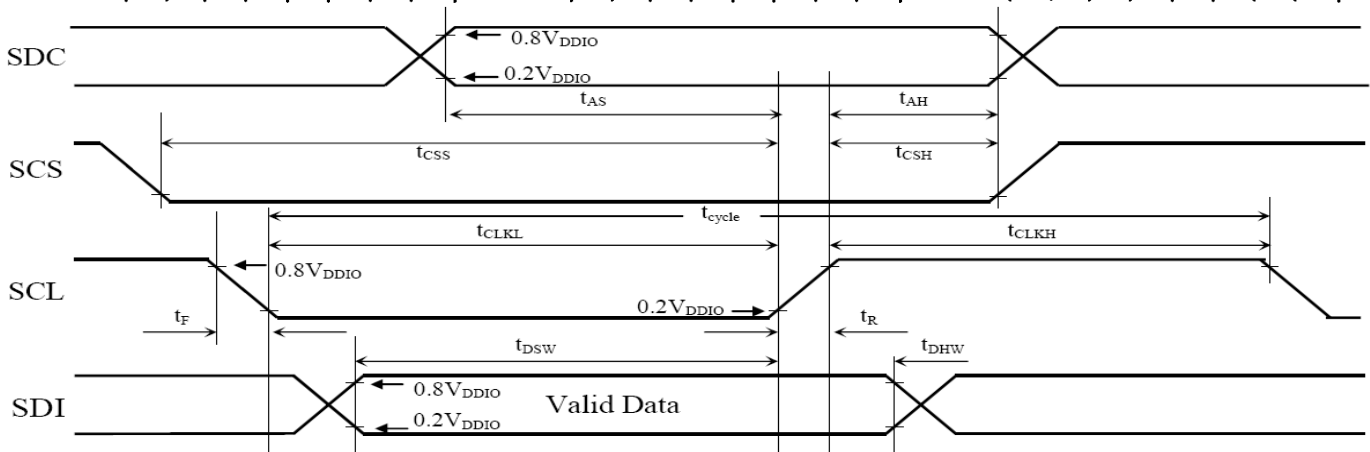 SDC
0.8VDDIO
0.2VDDIO
tAS
tAH
SCS
tCSS
tCSH
tcycle
tCLKL
tCLKH
SCL
0.8VDDIO
0.2VDDIO
tF
tR
tDSW
tDHW
SDI
0.8VDDIO
0.2VDDIO
Valid Data